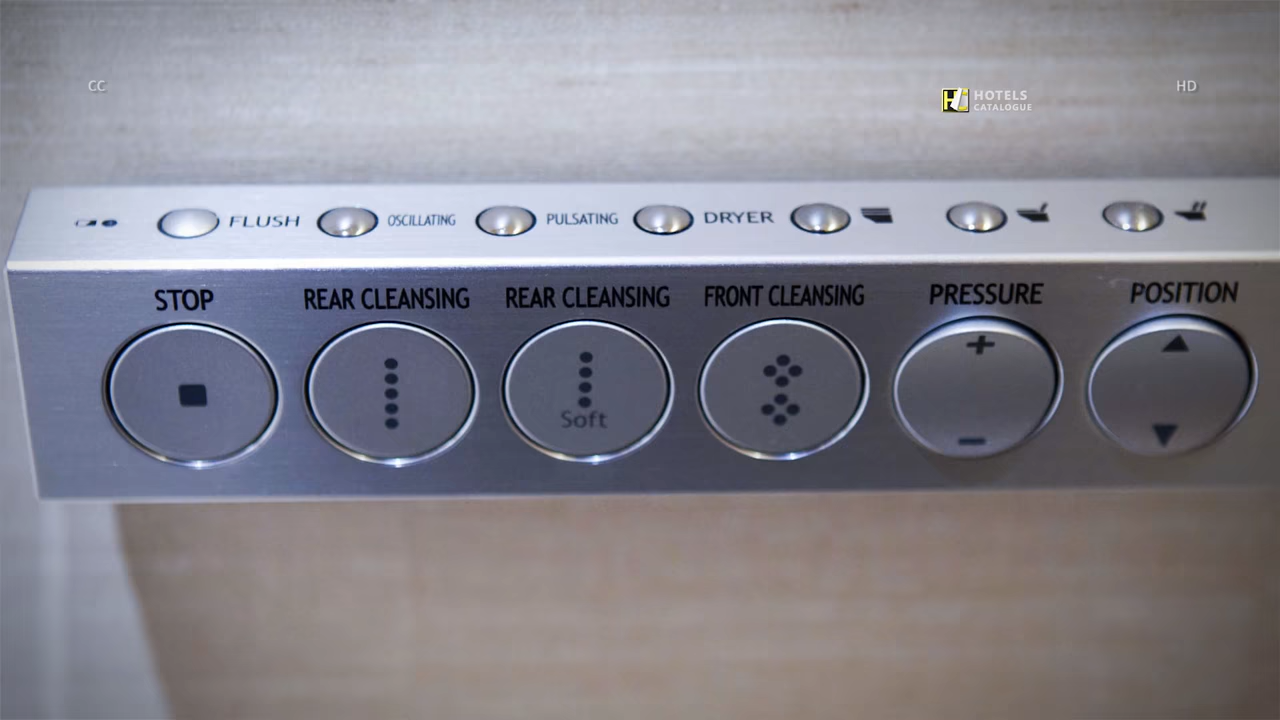 CC
HD
HOTELS
CATALOGUE
FLUSH OSCILLATING PULSATING DRYER
STOP REAR CLEANSING REAR CLEANSING FRONT CLEANSING PRESSURE POSITION
+
Soft
−